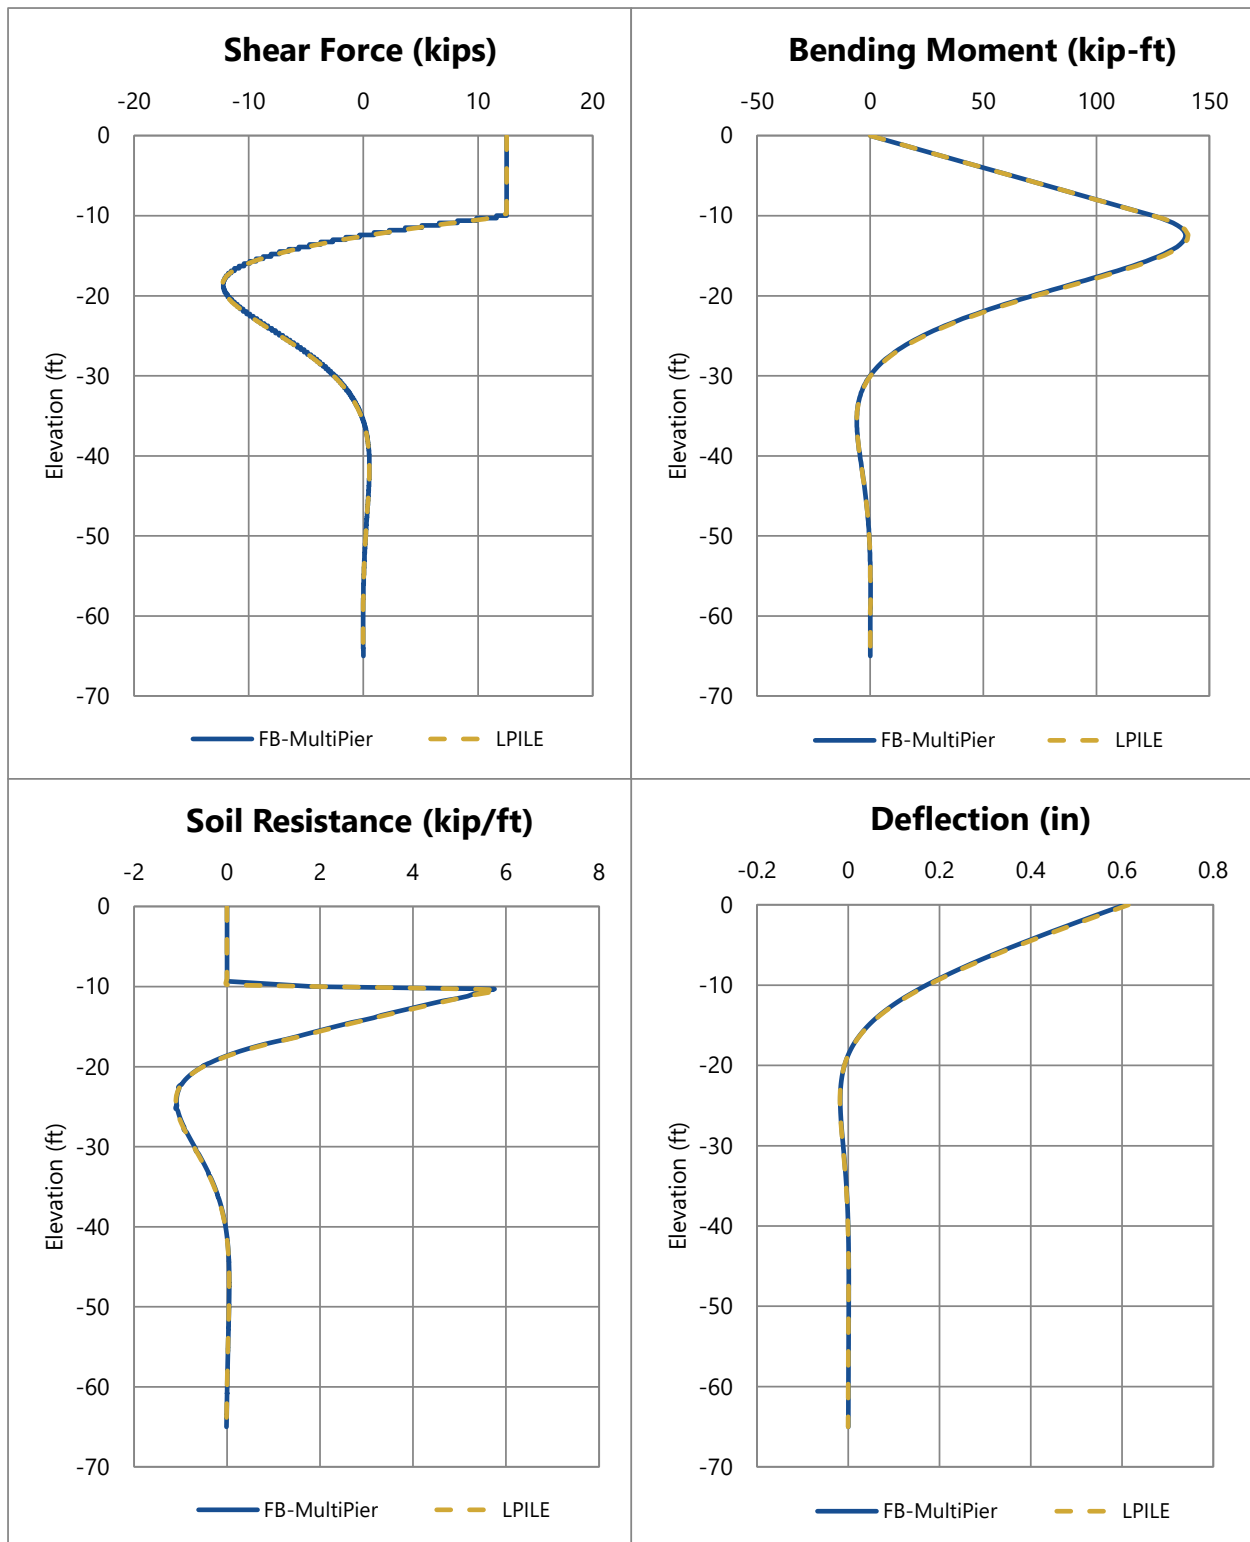 Shear Force (kips)
-20 -10 0 10 20
0
-10
-20
-30
-40
-50
-60
-70
Elevation (ft)
FB-MultiPier LPILE
Bending Moment (kip-ft)
-50 0 50 100 150
0
-10
-20
-30
-40
-50
-60
-70
Elevation (ft)
FB-MultiPier LPILE
Soil Resistance (kip/ft)
-2 0 2 4 6 8
0
-10
-20
-30
-40
-50
-60
-70
Elevation (ft)
FB-MultiPier LPILE
Deflection (in)
-0.2 0 0.2 0.4 0.6 0.8
0
-10
-20
-30
-40
-50
-60
-70
Elevation (ft)
FB-MultiPier LPILE